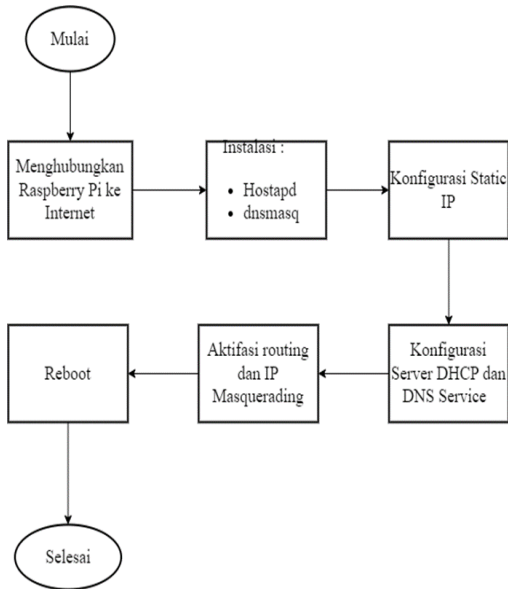 Mulai
Menghubungkan
Raspberry Pi ke
Internet
Instalasi :
• Hostapd
• dnsmasq
Konfigurasi Static
IP
Konfigurasi
Server DHCP dan
DNS Service
Aktifasi routing
dan IP
Masquerading
Reboot
Selesai